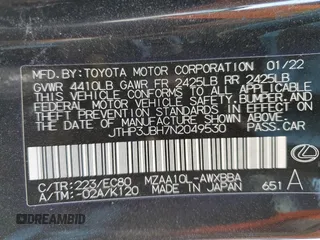 MFD.BY: TOYOTA MOTOR CORPORATION 01/22
GVWR 4410LB GAWR FR 2425LB RR 2425LB
THIS VEHICLE CONFORMS TO ALL APPLICABLE
FEDERAL MOTOR VEHICLE SAFETY, BUMPER, AND
THEFT PREVENTION STANDARDS IN EFFECT ON THE
DATE OF MANUFACTURE SHOWN ABOVE.
JTHP3JBH7N2049530 PASS.CAR
C/TR: 223/EC80 MZAA10L-AWXBBA
A/TM: -02A/K120 MADE IN JAPAN 651 A
LEXUS
AUTOBIDMASTER